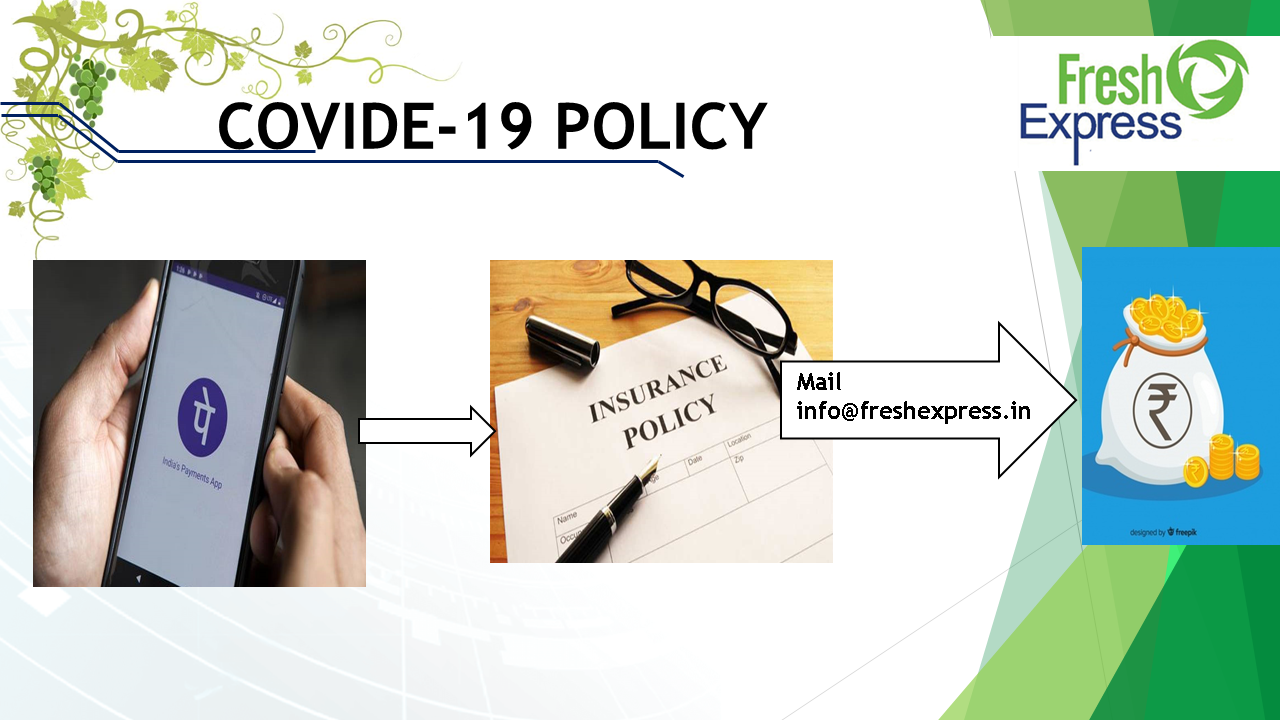 COVIDE-19 POLICY
Fresh
Express
पे
India's Payments App
INSURANCE
POLICY
Location
Date
Zip
Name
Mail
info@freshexpress.in
₹
designed by freepik